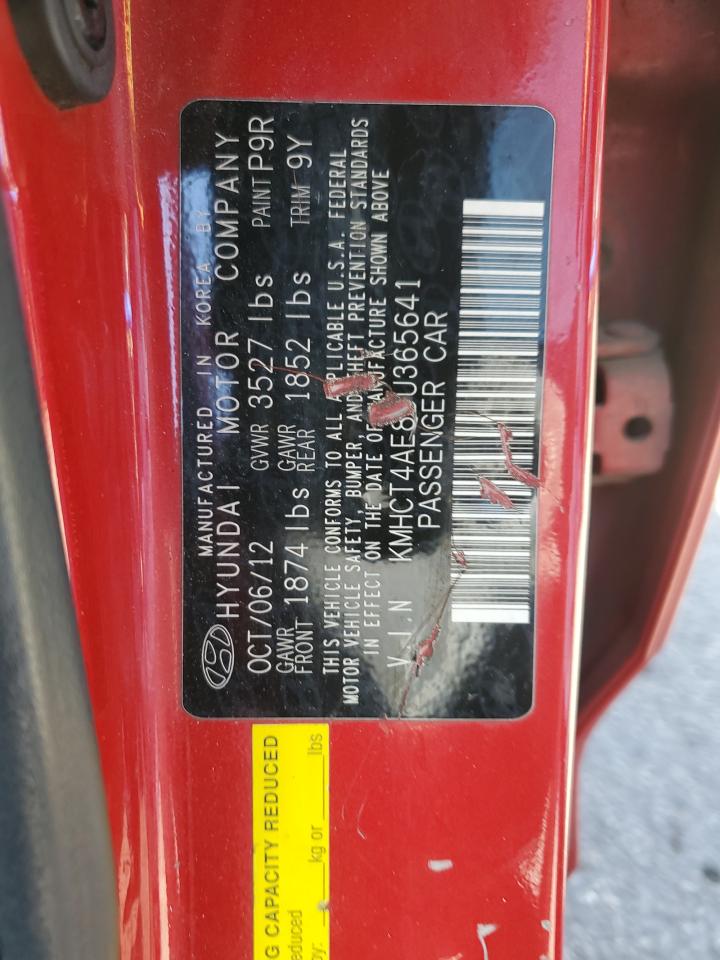 MANUFACTURED IN KOREA BY
HYUNDAI MOTOR COMPANY
OCT/06/12 GVWR 3527 lbs PAINT P9R
GAWR FRONT 1874 lbs GAWR REAR 1852 lbs TRIM 9Y
THIS VEHICLE CONFORMS TO ALL APPLICABLE U.S.A. FEDERAL
MOTOR VEHICLE SAFETY, BUMPER, AND THEFT PREVENTION STANDARDS
IN EFFECT ON THE DATE OF MANUFACTURE SHOWN ABOVE
V.I.N
PASSENGER CAR
CAPACITY REDUCED
kg or lbs